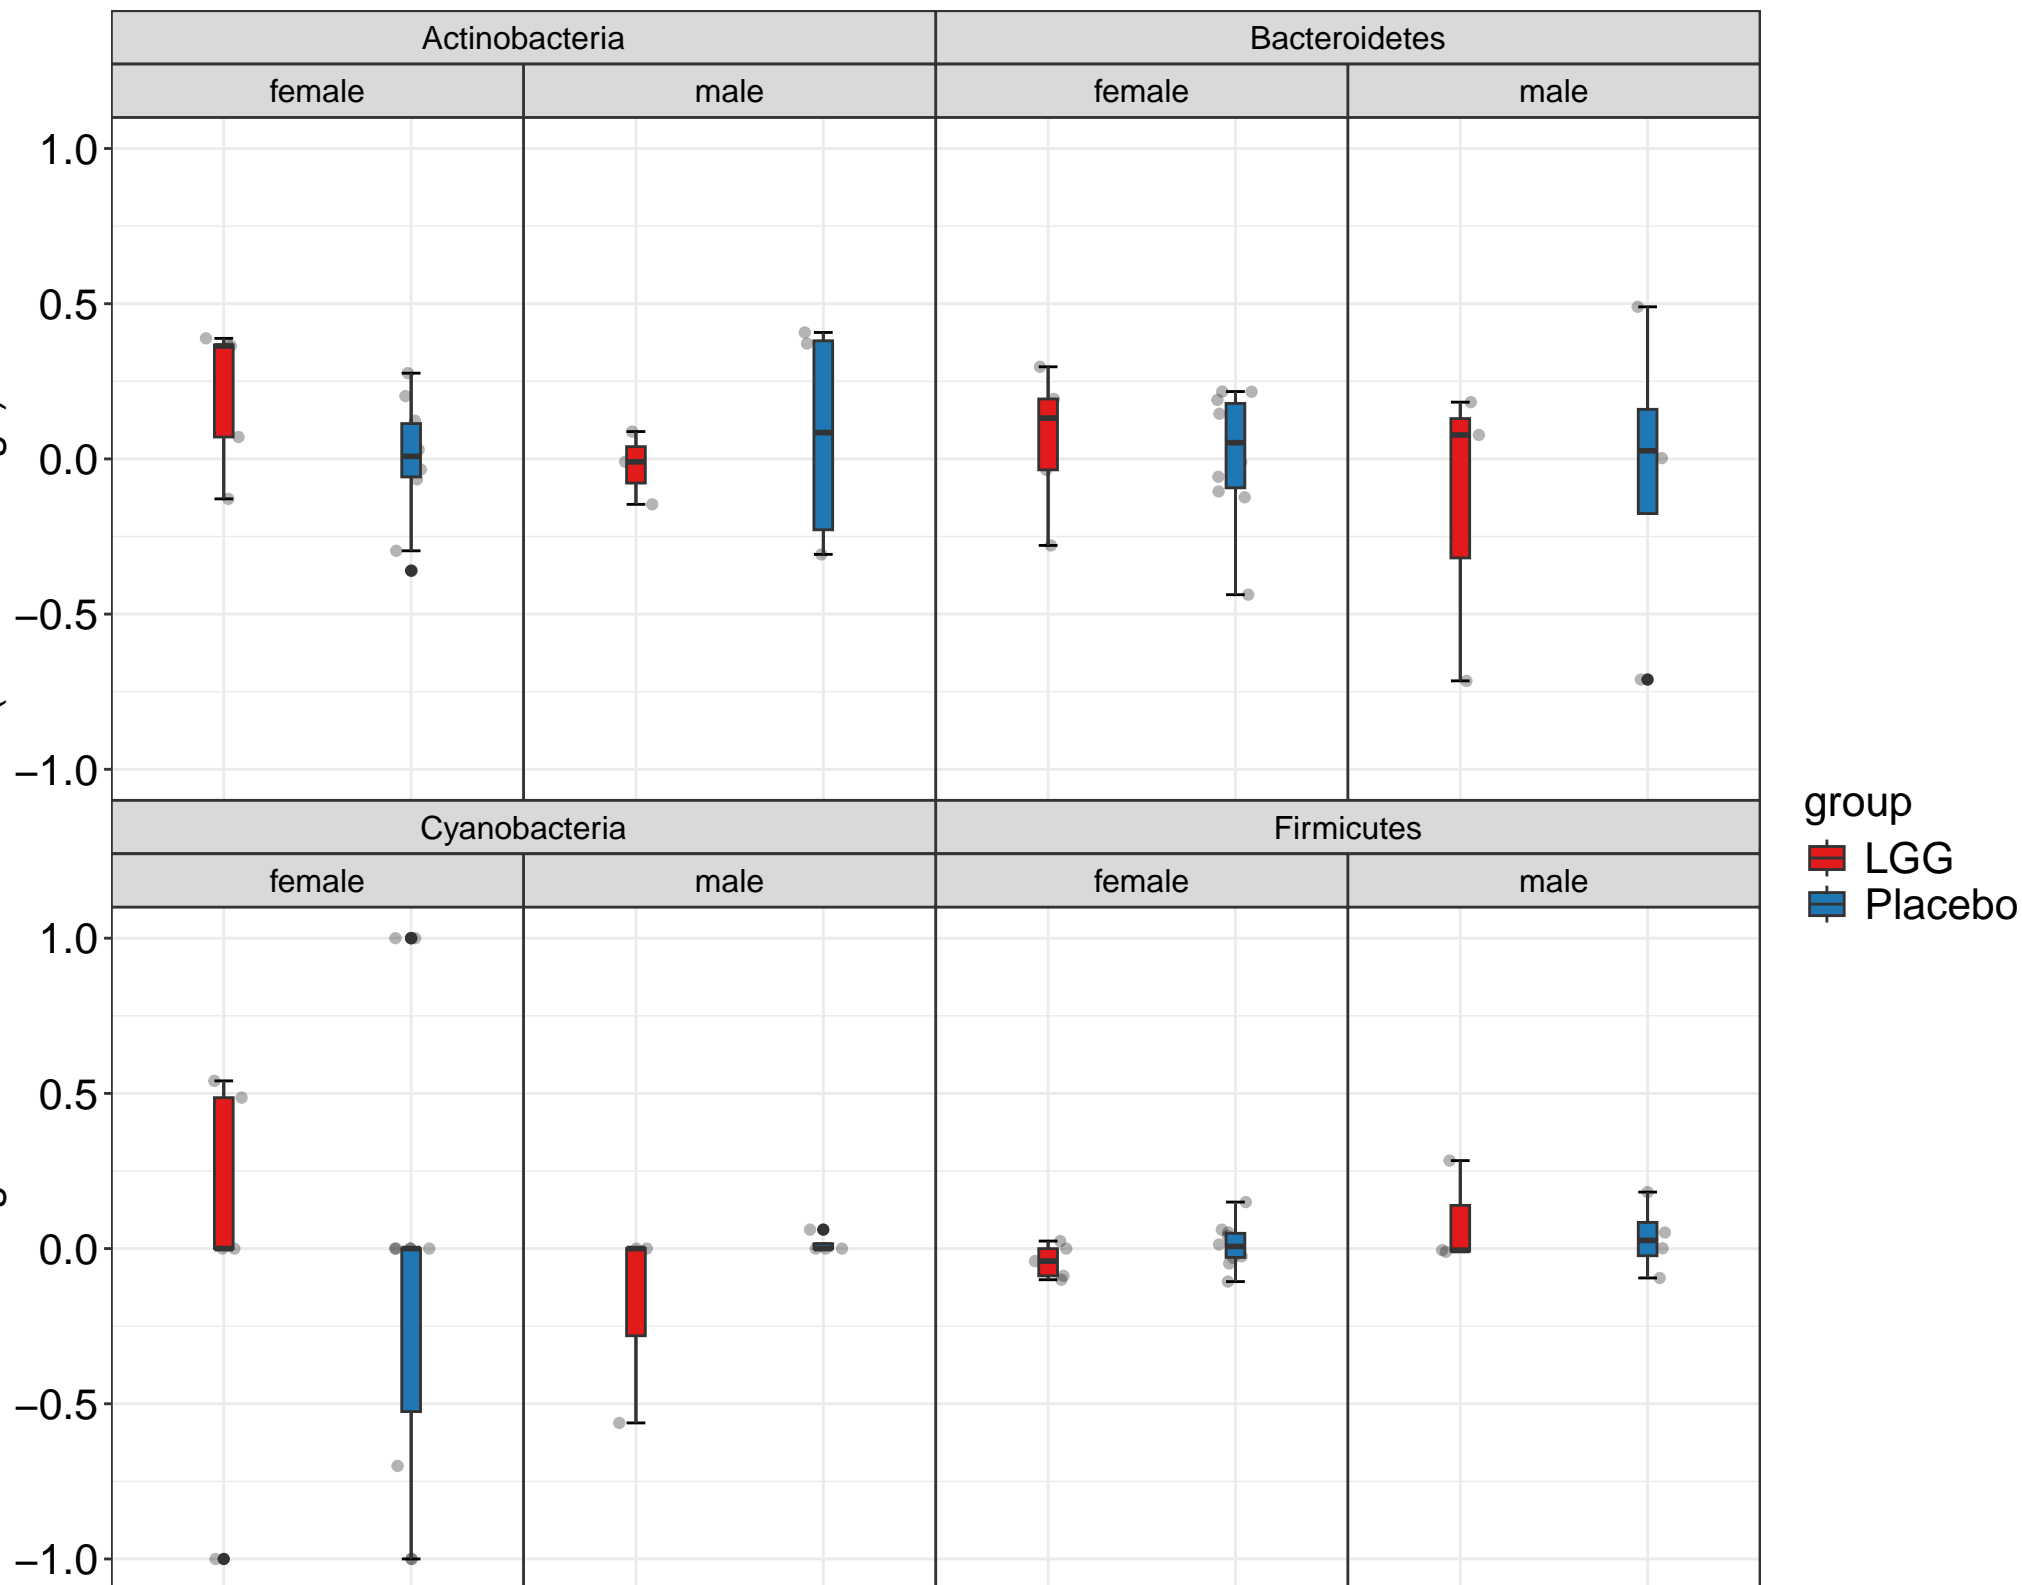 Actinobacteria Bacteroidetes
female male female male
1.0
0.5
0.0
−0.5
−1.0
Cyanobacteria Firmicutes
female male female male
1.0
0.5
0.0
−0.5
−1.0
group
LGG
Placebo